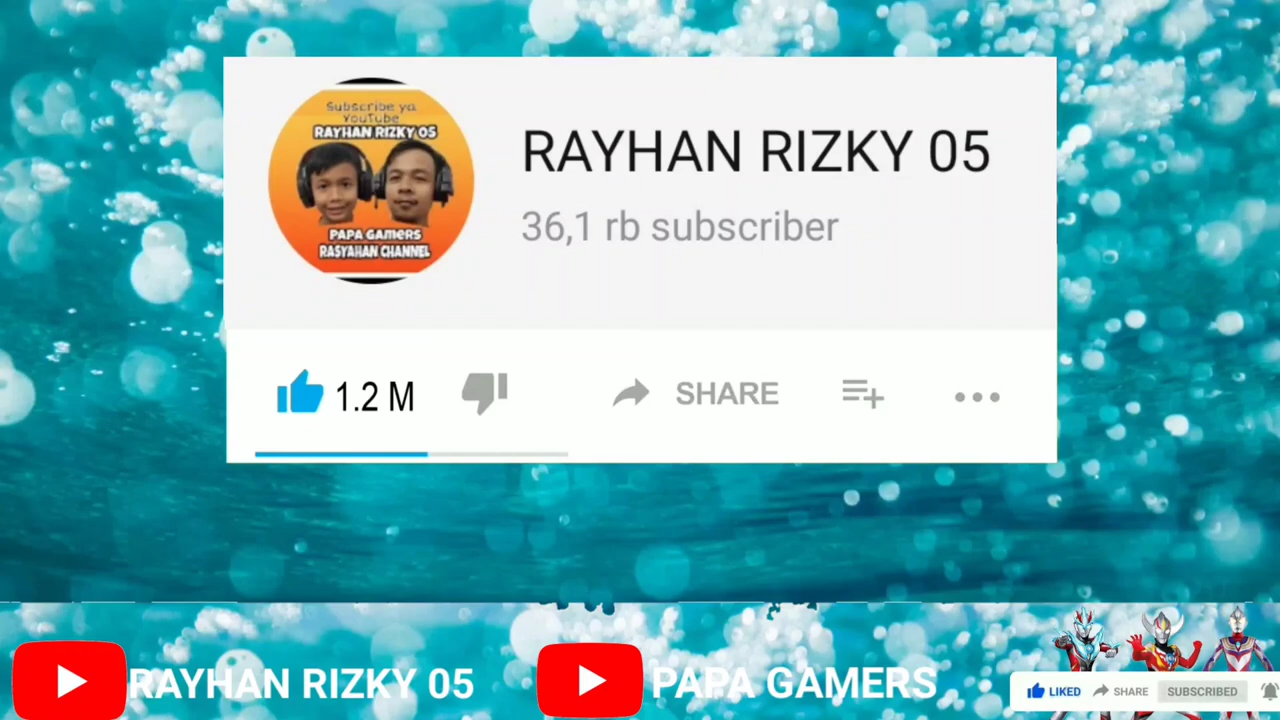 Subscribe ya
YouTube
RAYHAN RIZKY 05
PAPA GAMERS
RASYAHAN CHANNEL
RAYHAN RIZKY 05
36,1 rb subscriber
1.2 M
SHARE
RAYHAN RIZKY 05
PAPA GAMERS
LIKED SHARE SUBSCRIBED